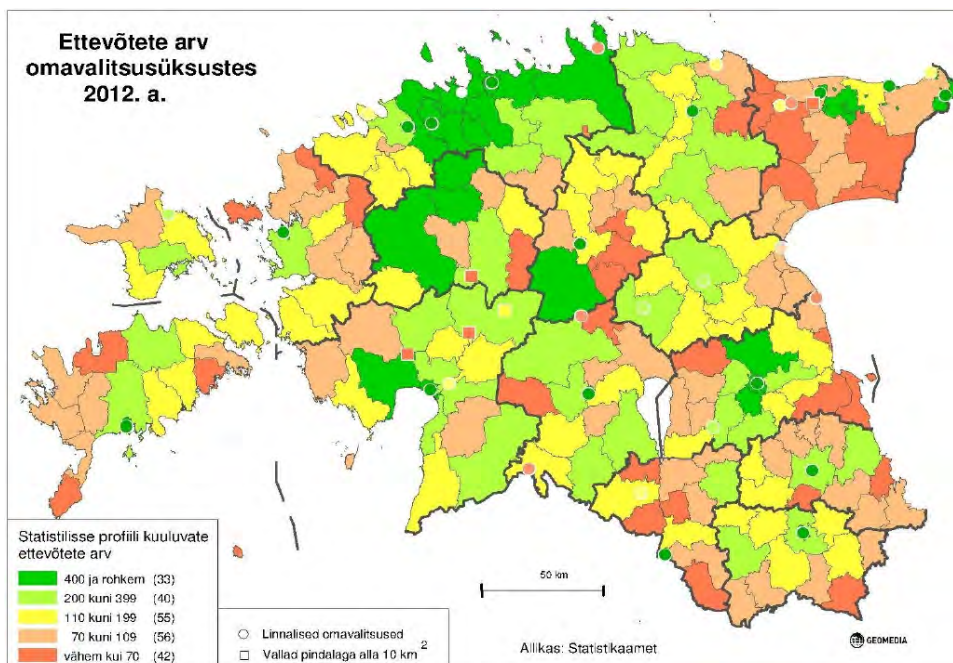 Ettevõtete arv
omavalitsusüksustes
2012. a.
Statistilisse profiili kuuluvate
ettevõtete arv
400 ja rohkem (33)
200 kuni 399 (40)
110 kuni 199 (55)
70 kuni 109 (56)
vähem kui 70 (42)
Linnalised omavalitsused
Vallad pindalaga alla 10 km 2
50 km
Allikas: Statistikaamet
GEOMEDIA